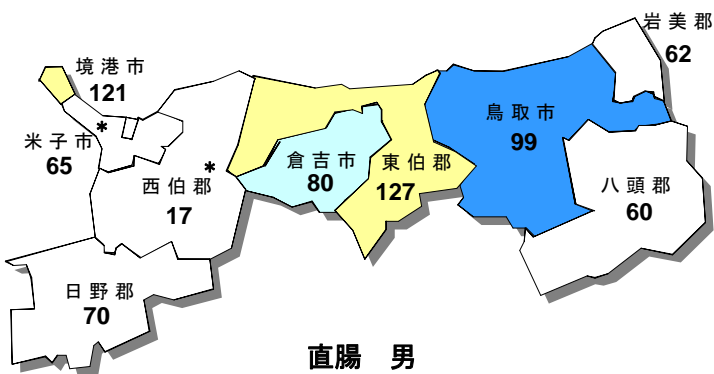 岩美郡
62
境港市
121
鳥取市
99
*
米子市
65
倉吉市
80
東伯郡
127
*
西伯郡
17
八頭郡
60
日野郡
70
直腸　男